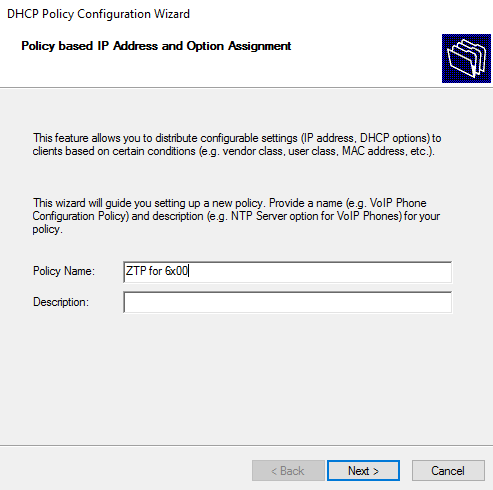 DHCP Policy Configuration Wizard
Policy based IP Address and Option Assignment
This feature allows you to distribute configurable settings (IP address, DHCP options) to
clients based on certain conditions (e.g. vendor class, user class, MAC address, etc.).
This wizard will guide you setting up a new policy. Provide a name (e.g. VoIP Phone
Configuration Policy) and description (e.g. NTP Server option for VoIP Phones) for your
policy.
Policy Name: ZTP for 6x00
Description:
< Back Next > Cancel